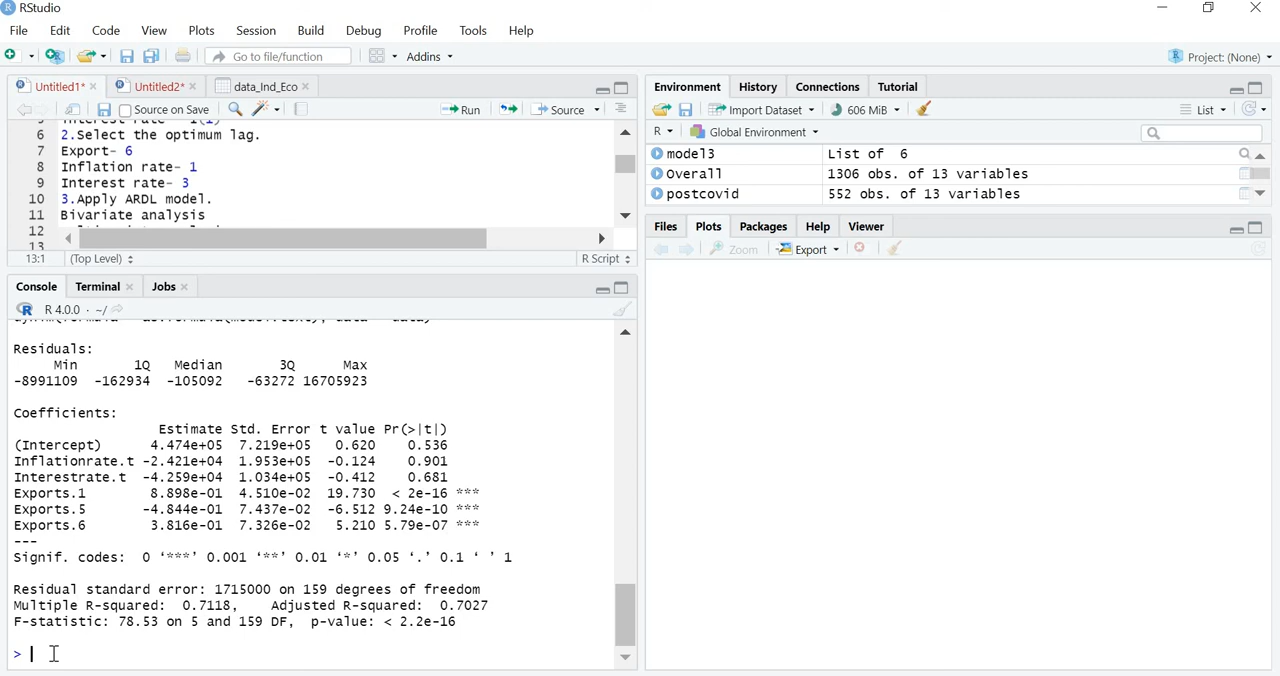 RStudio
File Edit Code View Plots Session Build Debug Profile Tools Help
Go to file/function Addins Project: (None)
Untitled1* Untitled2* data_Ind_Eco
Source on Save Run Source
6 2.Select the optimum lag.
7 Export- 6
8 Inflation rate- 1
9 Interest rate- 3
10 3.Apply ARDL model.
11 Bivariate analysis
12
13
13:1 (Top Level) R Script
Console Terminal Jobs
R 4.0.0 · ~/
Residuals:
Min 1Q Median 3Q Max
-8991109 -162934 -105092 -63272 16705923
Coefficients:
Estimate Std. Error t value Pr(>|t|)
(Intercept) 4.474e+05 7.219e+05 0.620 0.536
Inflationrate.t -2.421e+04 1.953e+05 -0.124 0.901
Interestrate.t -4.259e+04 1.034e+05 -0.412 0.681
Exports.1 8.898e-01 4.510e-02 19.730 < 2e-16 ***
Exports.5 -4.844e-01 7.437e-02 -6.512 9.24e-10 ***
Exports.6 3.816e-01 7.326e-02 5.210 5.79e-07 ***
---
Signif. codes: 0 ‘***’ 0.001 ‘**’ 0.01 ‘*’ 0.05 ‘.’ 0.1 ‘ ’ 1
Residual standard error: 1715000 on 159 degrees of freedom
Multiple R-squared: 0.7118, Adjusted R-squared: 0.7027
F-statistic: 78.53 on 5 and 159 DF, p-value: < 2.2e-16
>
Environment History Connections Tutorial
Import Dataset 606 MiB List
R Global Environment
model3 List of 6
Overall 1306 obs. of 13 variables
postcovid 552 obs. of 13 variables
Files Plots Packages Help Viewer
Zoom Export